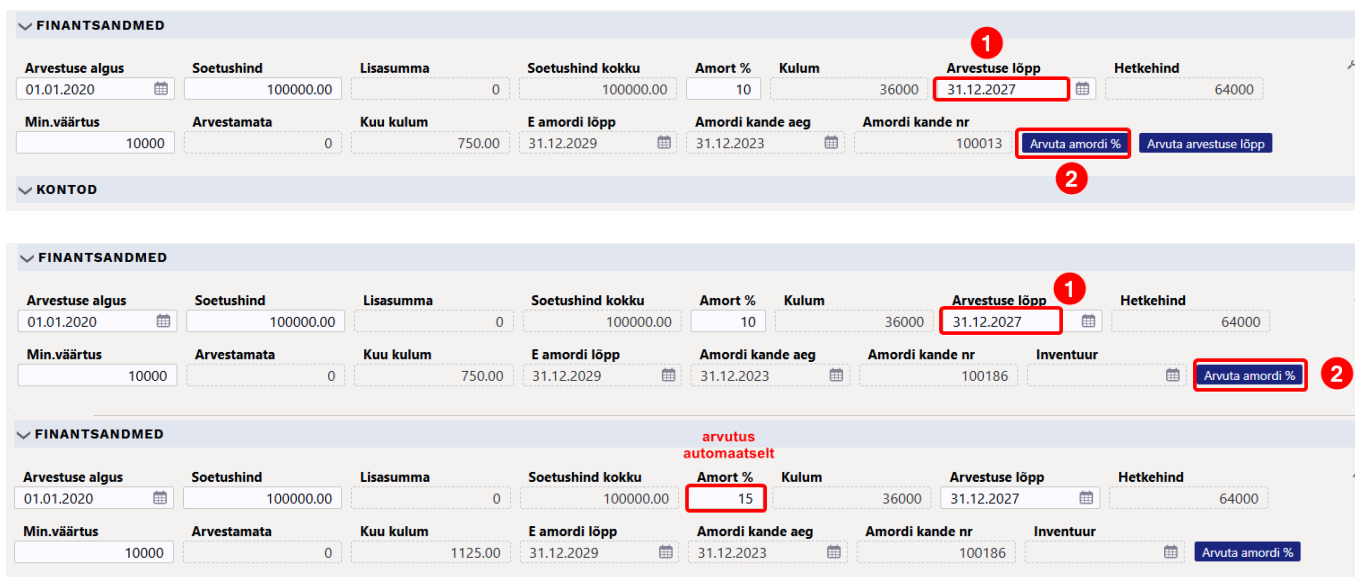 FINANTSANDMED
1
Arvestuse algus Soetushind Lisasumma Soetushind kokku Amort % Kulum Arvestuse lõpp Hetkehind
01.01.2020 100000.00 0 100000.00 10 36000 31.12.2027 64000
Min.väärtus Arvestamata Kuu kulum E amordi lõpp Amordi kande aeg Amordi kande nr
10000 0 750.00 31.12.2029 31.12.2023 100013 Arvuta amordi % Arvuta arvestuse lõpp
2
KONTOD
FINANTSANDMED
1
Arvestuse algus Soetushind Lisasumma Soetushind kokku Amort % Kulum Arvestuse lõpp Hetkehind
01.01.2020 100000.00 0 100000.00 10 36000 31.12.2027 64000
Min.väärtus Arvestamata Kuu kulum E amordi lõpp Amordi kande aeg Amordi kande nr Inventuur
10000 0 750.00 31.12.2029 31.12.2023 100186 Arvuta amordi % 2
FINANTSANDMED
arvutus
automaatselt
Arvestuse algus Soetushind Lisasumma Soetushind kokku Amort % Kulum Arvestuse lõpp Hetkehind
01.01.2020 100000.00 0 100000.00 15 36000 31.12.2027 64000
Min.väärtus Arvestamata Kuu kulum E amordi lõpp Amordi kande aeg Amordi kande nr Inventuur
10000 0 1125.00 31.12.2029 31.12.2023 100186 Arvuta amordi %